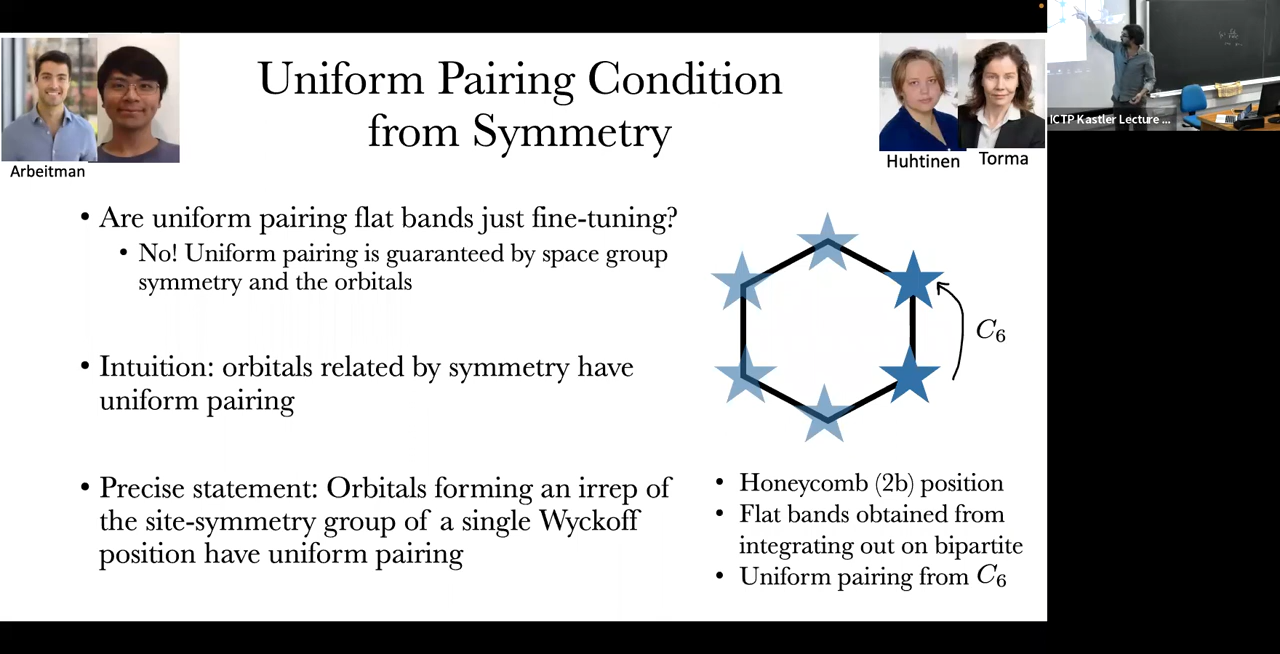 Uniform Pairing Condition
from Symmetry
Arbeitman
Huhtinen
Torma
ICTP Kastler Lecture ...
• Are uniform pairing flat bands just fine-tuning?
• No! Uniform pairing is guaranteed by space group
symmetry and the orbitals
• Intuition: orbitals related by symmetry have
uniform pairing
• Precise statement: Orbitals forming an irrep of
the site-symmetry group of a single Wyckoff
position have uniform pairing
C₆
• Honeycomb (2b) position
• Flat bands obtained from
integrating out on bipartite
• Uniform pairing from C₆